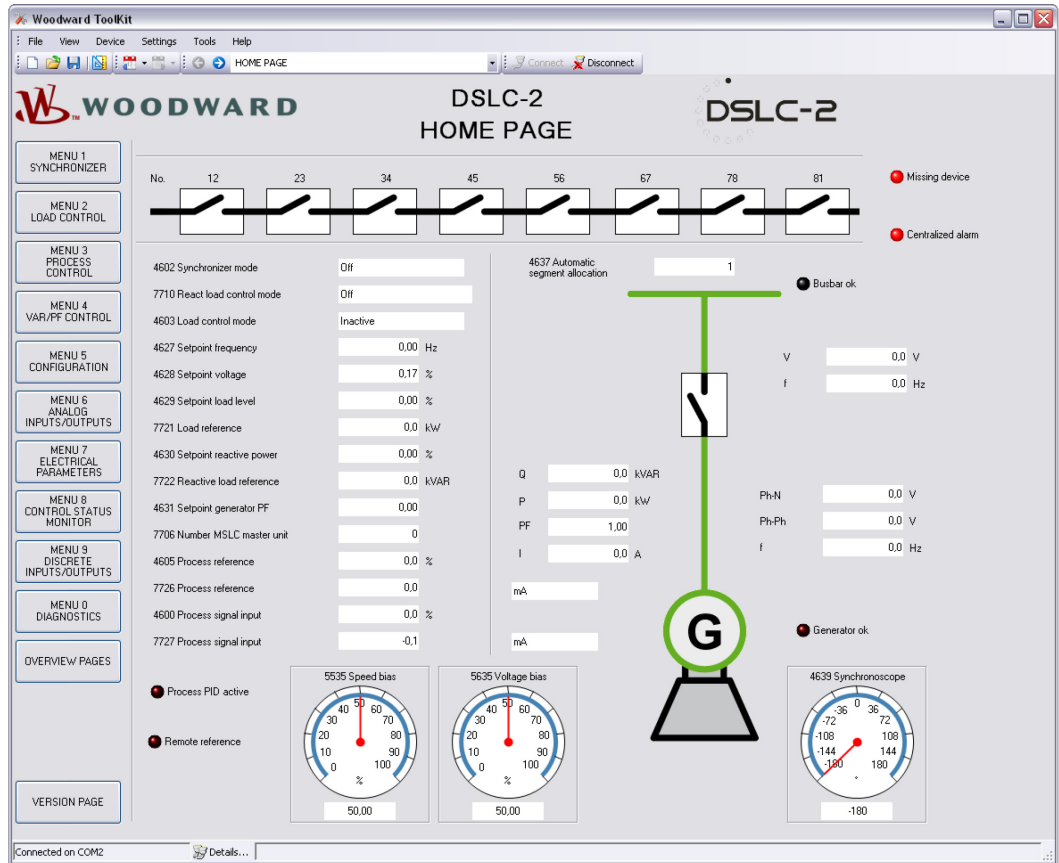 Woodward ToolKit
File View Device Settings Tools Help
HOME PAGE Connect Disconnect
WOODWARD
DSLC-2
HOME PAGE
DSLC-2
MENU 1
SYNCHRONIZER
MENU 2
LOAD CONTROL
MENU 3
PROCESS
CONTROL
MENU 4
VAR/PF CONTROL
MENU 5
CONFIGURATION
MENU 6
ANALOG
INPUTS/OUTPUTS
MENU 7
ELECTRICAL
PARAMETERS
MENU 8
CONTROL STATUS
MONITOR
MENU 9
DISCRETE
INPUTS/OUTPUTS
MENU 0
DIAGNOSTICS
OVERVIEW PAGES
VERSION PAGE
No. 12 23 34 45 56 67 78 81
Missing device
Centralized alarm
4602 Synchronizer mode Off
7710 React load control mode Off
4603 Load control mode Inactive
4627 Setpoint frequency 0,00 Hz
4628 Setpoint voltage 0,17 %
4629 Setpoint load level 0,00 %
7721 Load reference 0,0 kW
4630 Setpoint reactive power 0,00 %
7722 Reactive load reference 0,0 kVAR
4631 Setpoint generator PF 0,00
7706 Number MSLC master unit 0
4605 Process reference 0,0 %
7726 Process reference 0,0 mA
4600 Process signal input 0,0 %
7727 Process signal input -0,1 mA
4637 Automatic
segment allocation 1
Busbar ok
V 0,0 V
f 0,0 Hz
Q 0,0 kVAR
P 0,0 kW
PF 1,00
I 0,0 A
Ph-N 0,0 V
Ph-Ph 0,0 V
f 0,0 Hz
G
Generator ok
Process PID active
Remote reference
5535 Speed bias
0 10 20 30 40 50 60 70 80 90 100
%
50,00
5635 Voltage bias
0 10 20 30 40 50 60 70 80 90 100
%
50,00
4639 Synchronoscope
-180 -144 -108 -72 -36 0 36 72 108 144 180
°
-180
Connected on COM2 Details...